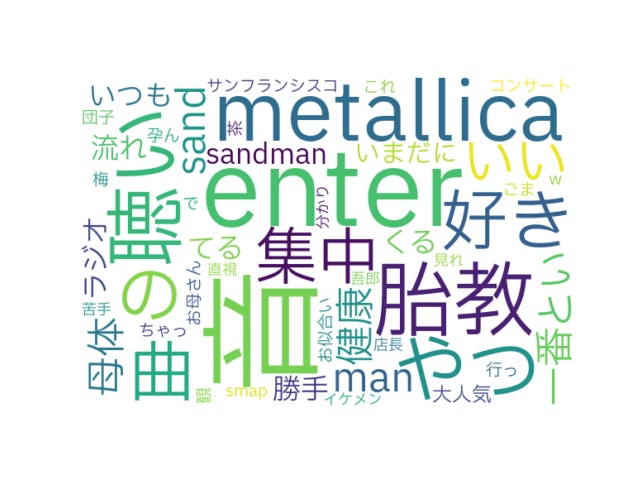 いつも
サンフランシスコ
これ
コンサート
団子
sand
metallica
茶
流れ
孕ん
sandman
いまだに
いい
梅
聴い
で
enter
分かり
w
ごま
好き
ラジオ
の
てる
集中
くる
見れ
胎教
といい
お母さん
直視
音
吾郎
苦手
ちゃっ
母体
曲
お似合い
健康
店長
やっ
一番
man
勝手
行っ
大人気
観
smap
イケメン